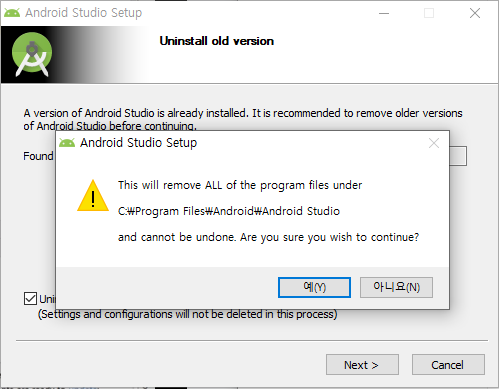 Android Studio Setup
Uninstall old version
A version of Android Studio is already installed. It is recommended to remove older versions
of Android Studio before continuing.
Found
Android Studio Setup
This will remove ALL of the program files under
C:₩Program Files₩Android₩Android Studio
and cannot be undone. Are you sure you wish to continue?
예(Y)
아니요(N)
(Settings and configurations will not be deleted in this process)
Next >
Cancel